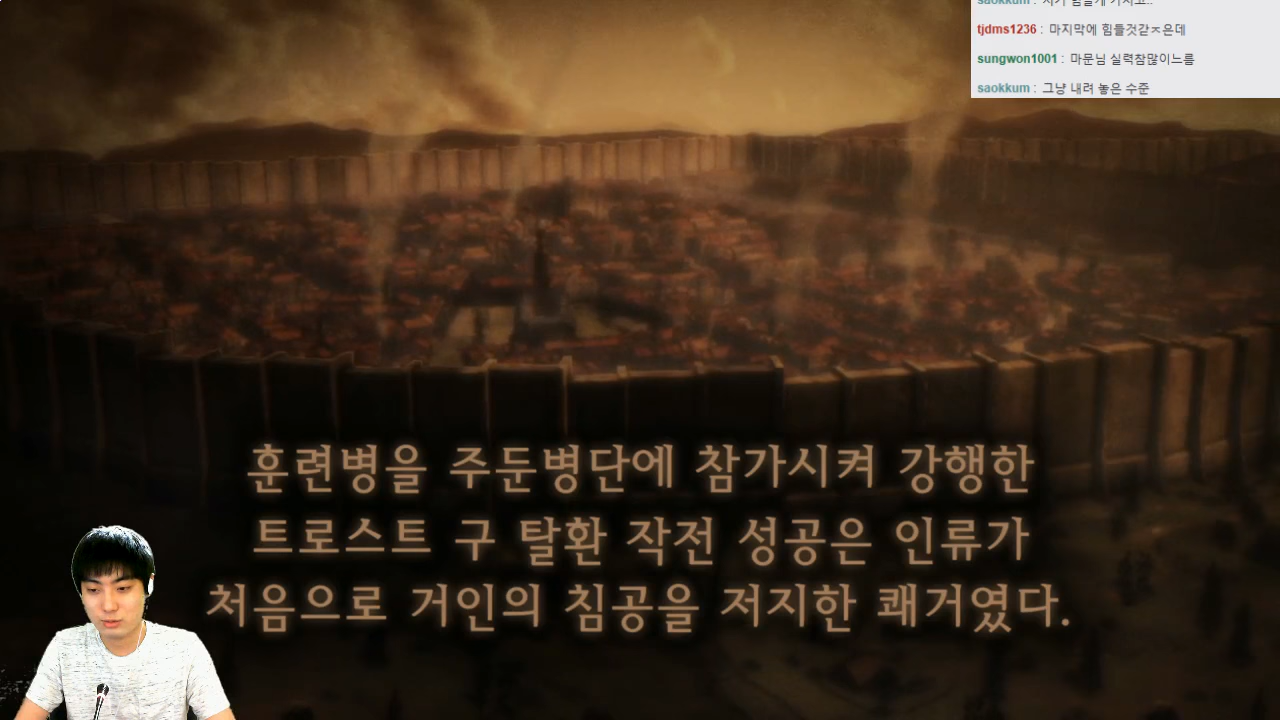 tjdms1236 : 마지막에 힘들것갇ㅈ은데
sungwon1001 : 마문님 실력참많이느름
saokkum : 그냥 내려 놓은 수준
훈련병을 주둔병단에 참가시켜 강행한
트로스트 구 탈환 작전 성공은 인류가
처음으로 거인의 침공을 저지한 쾌거였다.